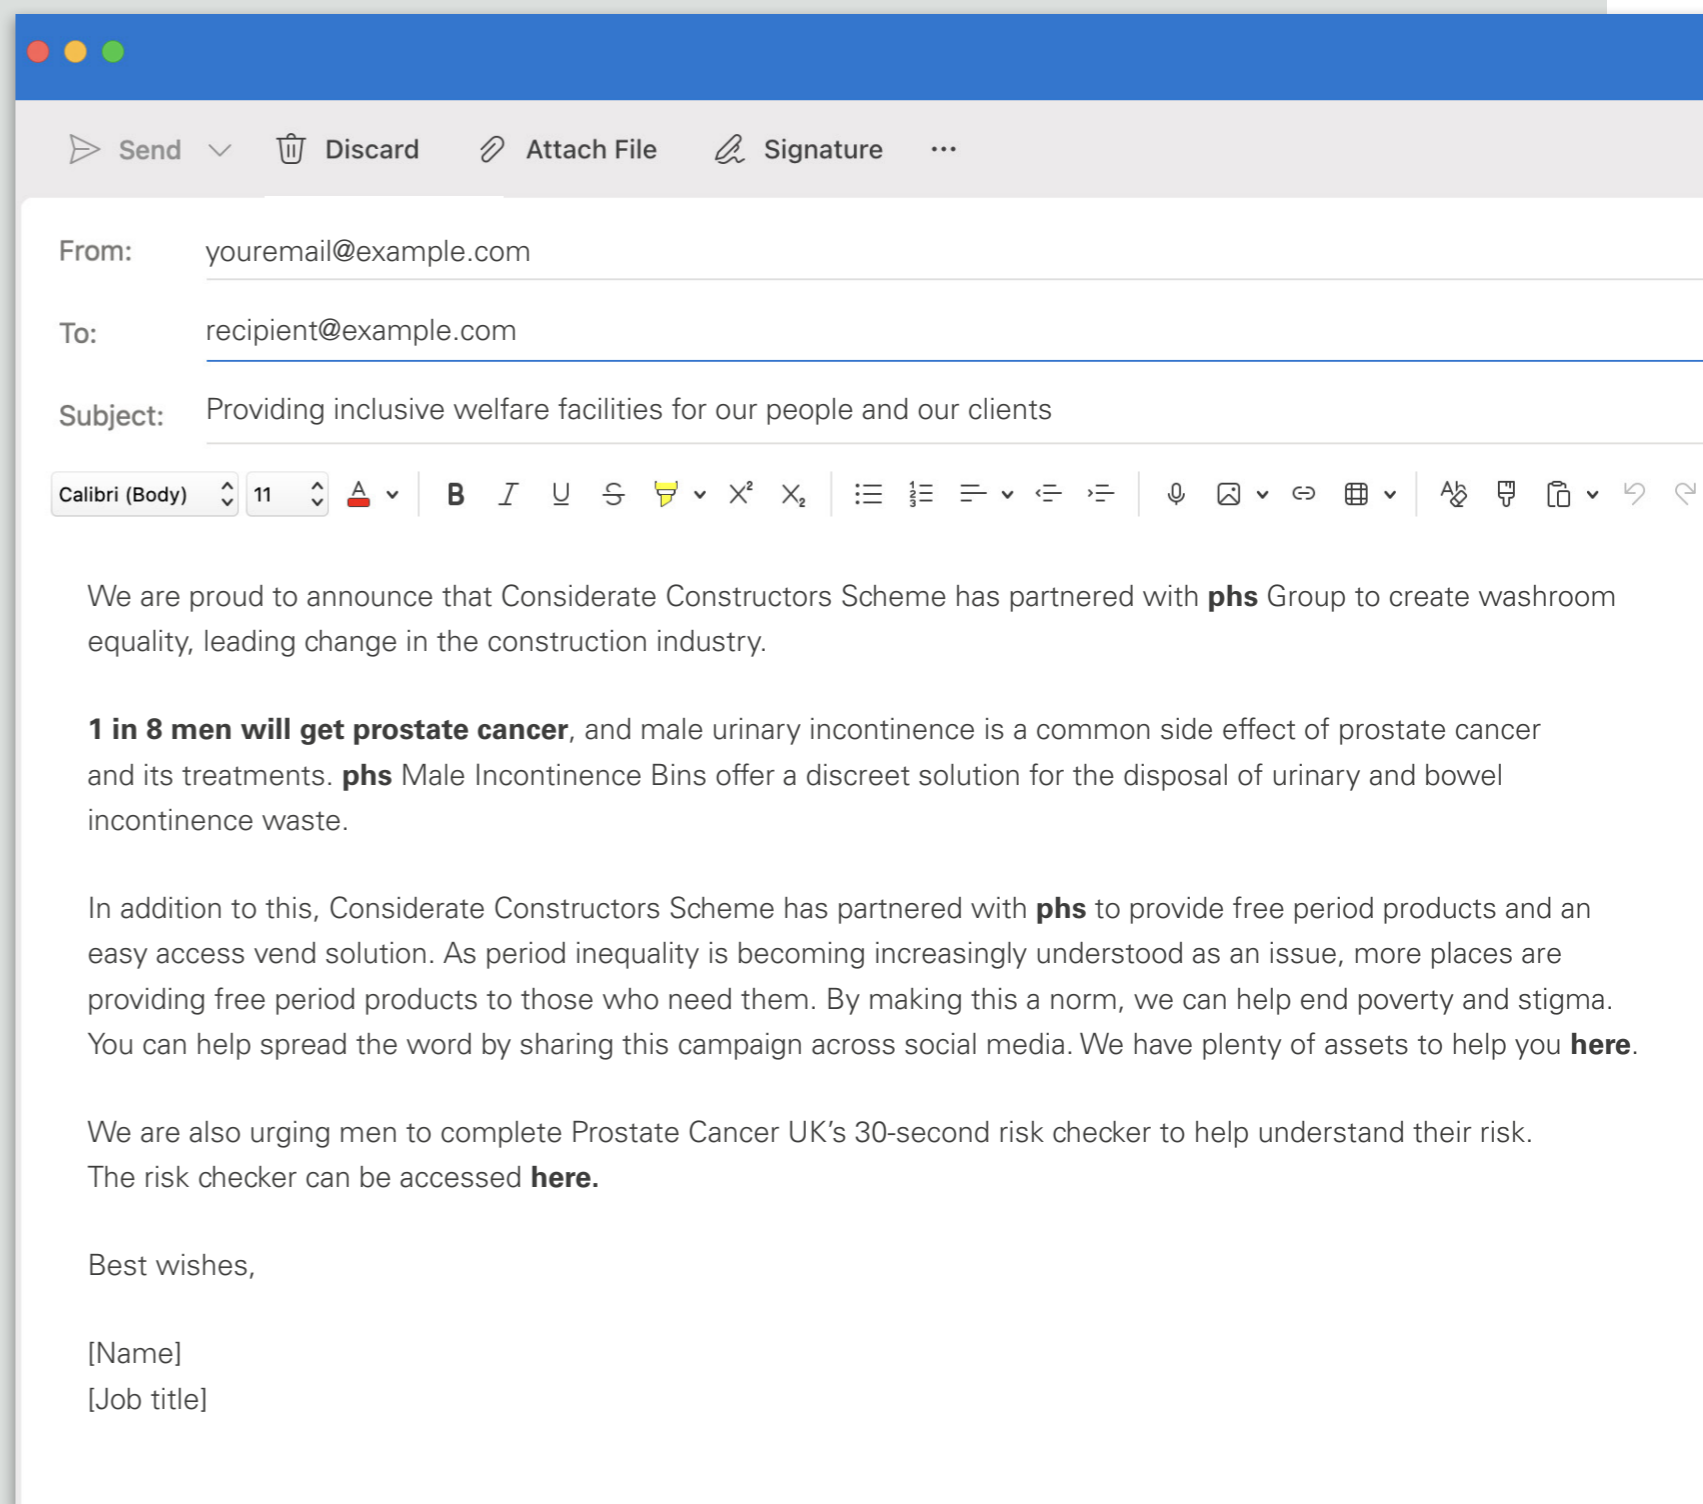 Send Discard Attach File Signature ...
From: youremail@example.com
To: recipient@example.com
Subject: Providing inclusive welfare facilities for our people and our clients
Calibri (Body) 11 A B I U S X² X₂ 1 2 3 Ab
We are proud to announce that Considerate Constructors Scheme has partnered with phs Group to create washroom
equality, leading change in the construction industry.
1 in 8 men will get prostate cancer, and male urinary incontinence is a common side effect of prostate cancer
and its treatments. phs Male Incontinence Bins offer a discreet solution for the disposal of urinary and bowel
incontinence waste.
In addition to this, Considerate Constructors Scheme has partnered with phs to provide free period products and an
easy access vend solution. As period inequality is becoming increasingly understood as an issue, more places are
providing free period products to those who need them. By making this a norm, we can help end poverty and stigma.
You can help spread the word by sharing this campaign across social media. We have plenty of assets to help you here.
We are also urging men to complete Prostate Cancer UK’s 30-second risk checker to help understand their risk.
The risk checker can be accessed here.
Best wishes,
[Name]
[Job title]